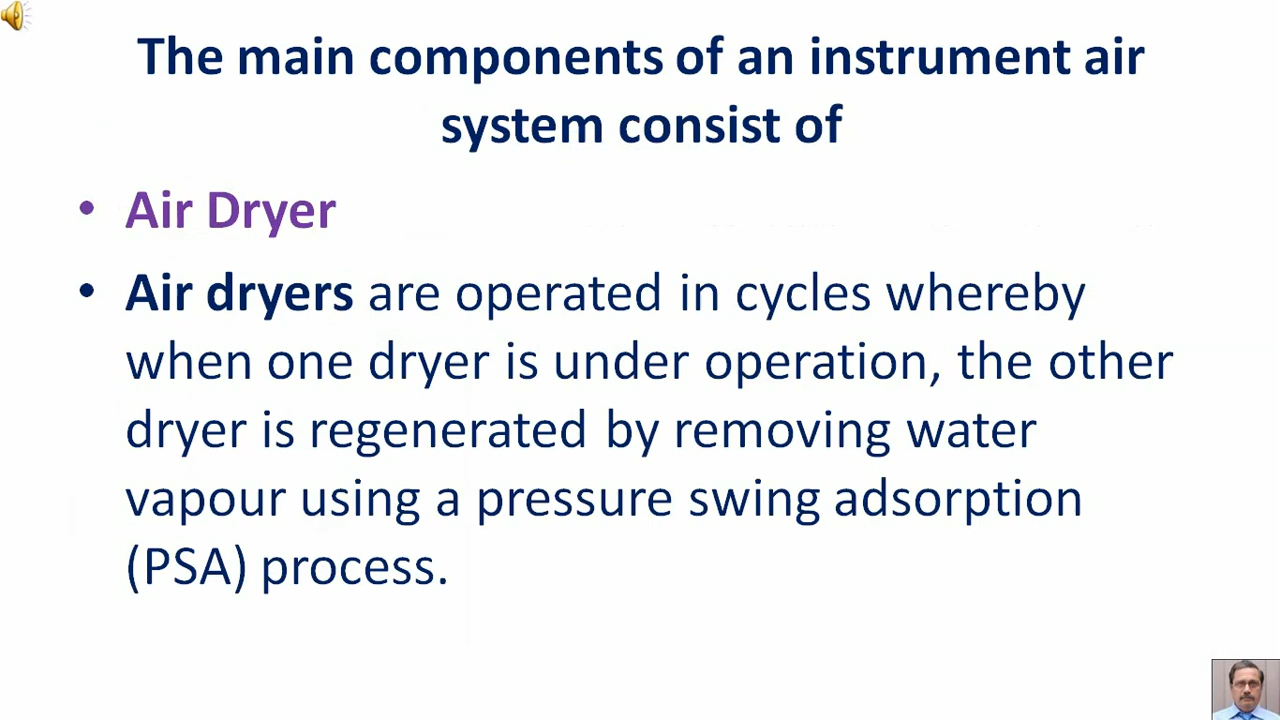 The main components of an instrument air
system consist of
• Air Dryer
• Air dryers are operated in cycles whereby
when one dryer is under operation, the other
dryer is regenerated by removing water
vapour using a pressure swing adsorption
(PSA) process.